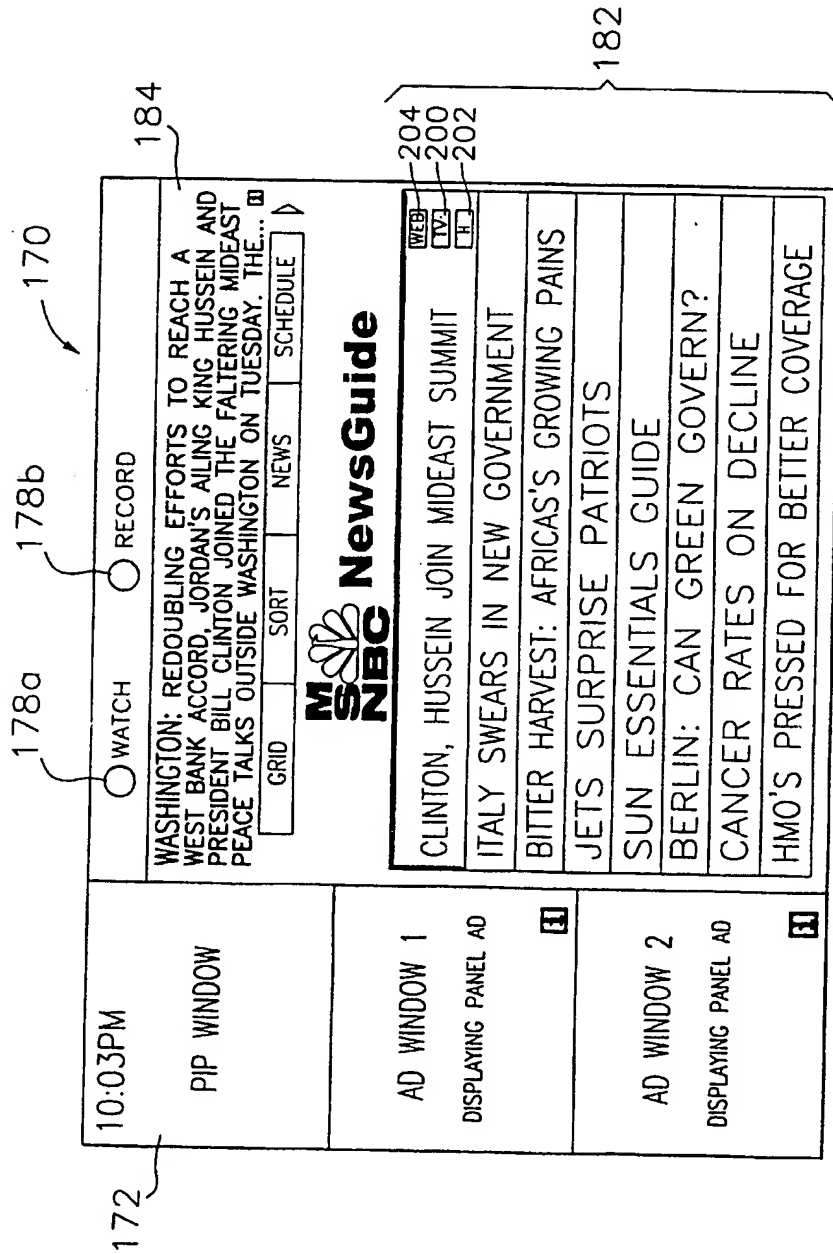 170
178a
178b
184
172
10:03PM
PIP WINDOW
AD WINDOW 1
DISPLAYING PANEL AD
i
AD WINDOW 2
DISPLAYING PANEL AD
i
WATCH
RECORD
WASHINGTON: REDOUBLING EFFORTS TO REACH A
WEST BANK ACCORD, JORDAN'S AILING KING HUSSEIN AND
PRESIDENT BILL CLINTON JOINED THE FALTERING MIDEAST
PEACE TALKS OUTSIDE WASHINGTON ON TUESDAY. THE... i
GRID SORT NEWS SCHEDULE
MSNBC NewsGuide
CLINTON, HUSSEIN JOIN MIDEAST SUMMIT
WEB
TV
H
204
200
202
ITALY SWEARS IN NEW GOVERNMENT
BITTER HARVEST: AFRICAS'S GROWING PAINS
JETS SURPRISE PATRIOTS
SUN ESSENTIALS GUIDE
BERLIN: CAN GREEN GOVERN?
CANCER RATES ON DECLINE
HMO'S PRESSED FOR BETTER COVERAGE
182